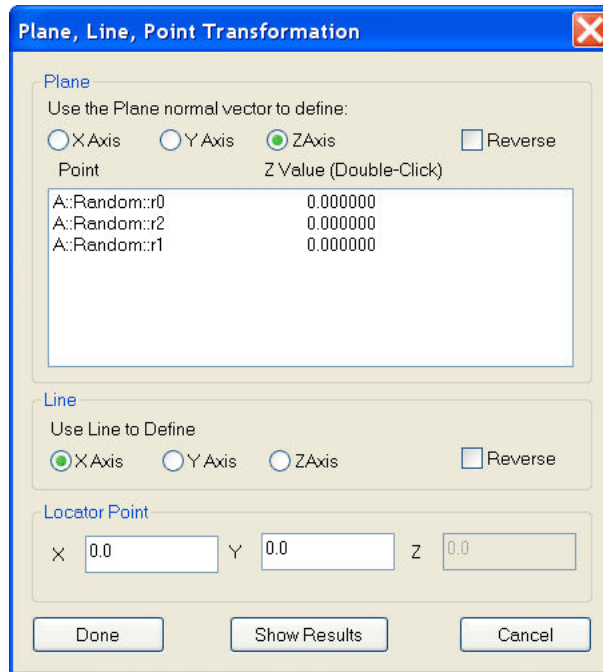 Plane, Line, Point Transformation
Plane
Use the Plane normal vector to define:
X Axis Y Axis ZAxis Reverse
Point Z Value (Double-Click)
A::Random::r0 0.000000
A::Random::r2 0.000000
A::Random::r1 0.000000
Line
Use Line to Define
X Axis Y Axis ZAxis Reverse
Locator Point
X 0.0 Y 0.0 Z 0.0
Done Show Results Cancel